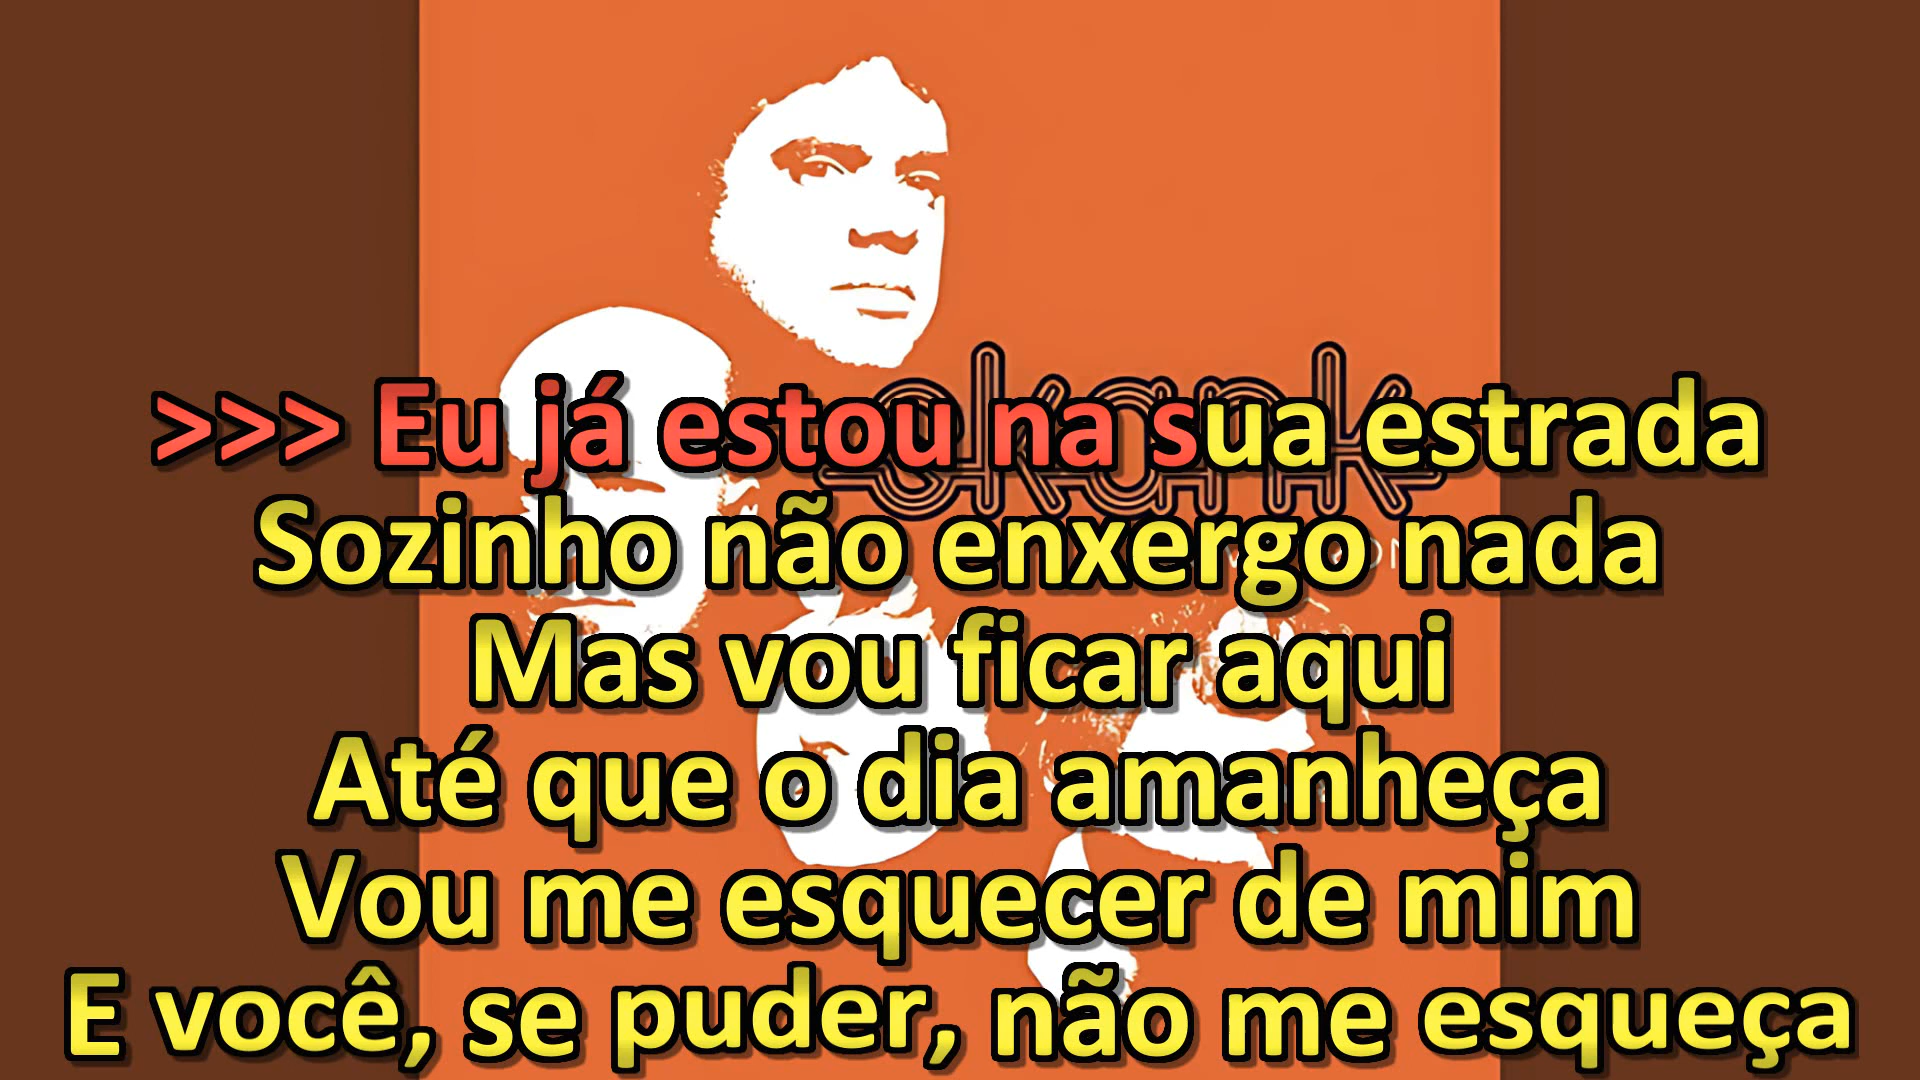 skank
>>> Eu já estou na sua estrada
Sozinho não enxergo nada
Mas vou ficar aqui
Até que o dia amanheça
Vou me esquecer de mim
E você, se puder, não me esqueça